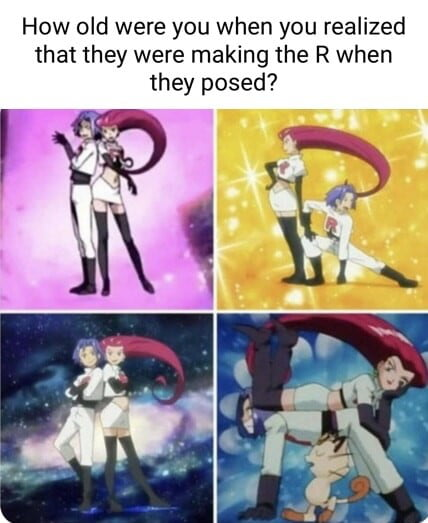 How old were you when you realized
that they were making the R when
they posed?
R